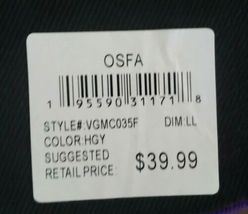 OSFA
1 95590 31171 8
STYLE#:VGMC035F DIM:LL
COLOR:HGY
SUGGESTED
RETAIL PRICE: $39.99